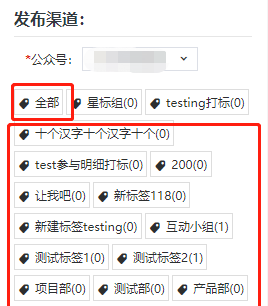 发布渠道：
*公众号：
全部 星标组(0) testing打标(0)
十个汉字十个汉字十个(0)
test参与明细打标(0) 200(0)
让我吧(0) 新标签118(0)
新建标签testing(0) 互动小组(1)
测试标签1(0) 测试标签2(1)
项目部(0) 测试部(0) 产品部(0)